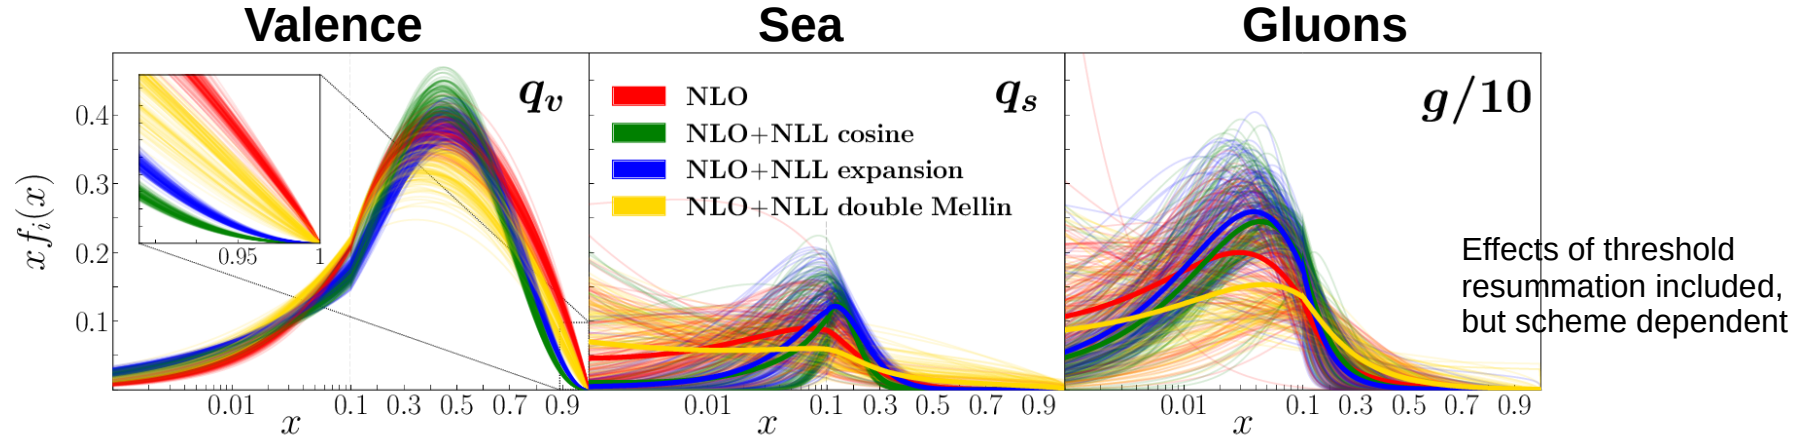 Valence
Sea
Gluons
q_v
q_s
g/10
NLO
NLO+NLL cosine
NLO+NLL expansion
NLO+NLL double Mellin
x f_i(x)
0.4
0.3
0.2
0.1
0.95 1
0.01 0.1 0.3 0.5 0.7 0.9
x
0.01 0.1 0.3 0.5 0.7 0.9
x
0.01 0.1 0.3 0.5 0.7 0.9
x
Effects of threshold
resummation included,
but scheme dependent